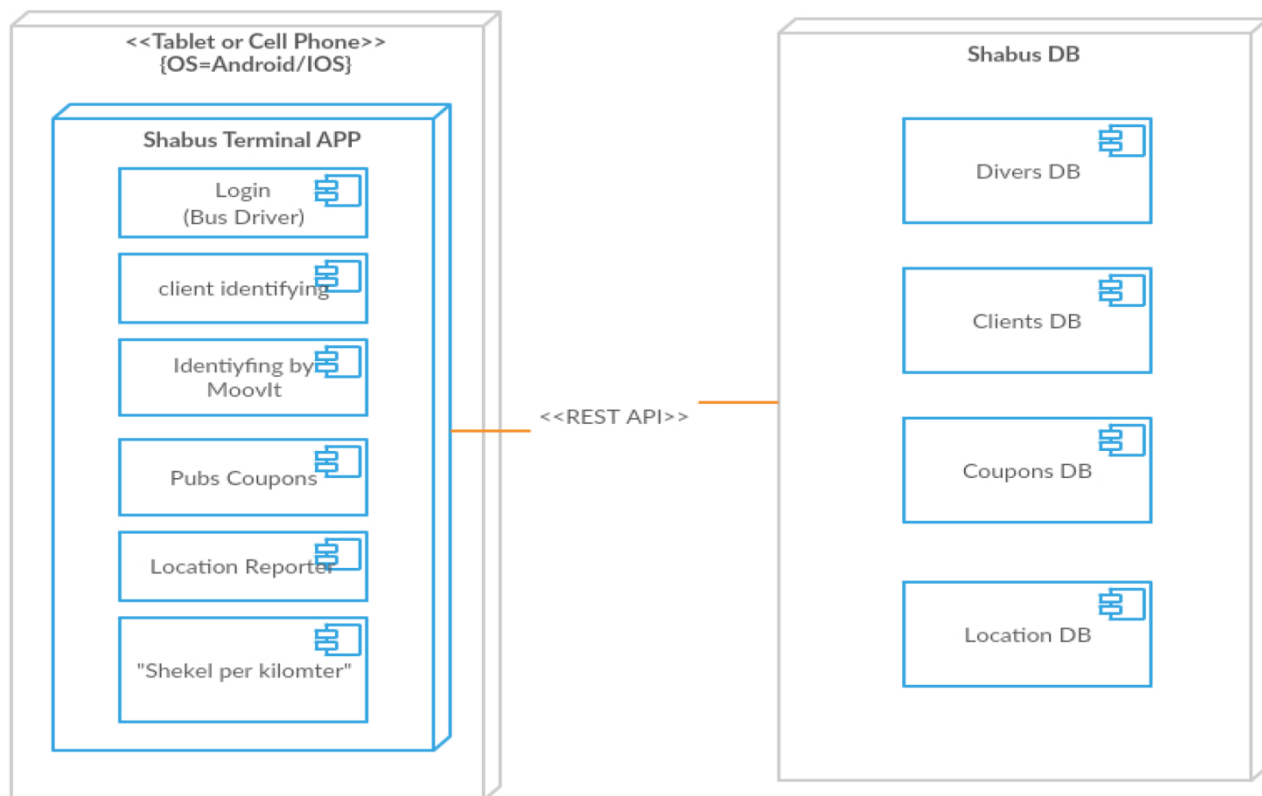 <<Tablet or Cell Phone>>
{OS=Android/IOS}
Shabus Terminal APP
Login
(Bus Driver)
client identifying
Identiyfing by
MoovIt
Pubs Coupons
Location Reporter
"Shekel per kilomter"
<<REST API>>
Shabus DB
Divers DB
Clients DB
Coupons DB
Location DB